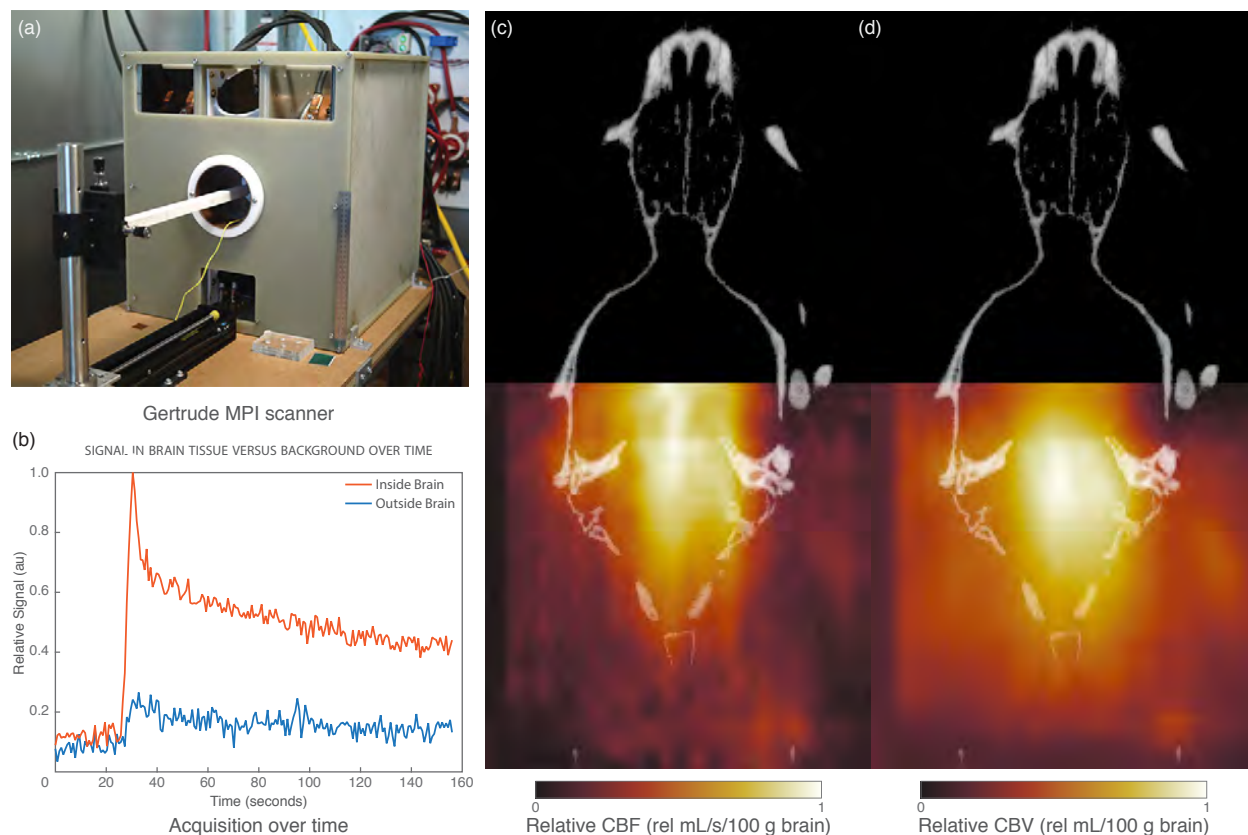 (a)
Gertrude MPI scanner
(b)
SIGNAL IN BRAIN TISSUE VERSUS BACKGROUND OVER TIME
Inside Brain
Outside Brain
Relative Signal (au)
1.0
0.8
0.6
0.4
0.2
0
0
20
40
60
80
100
120
140
160
Time (seconds)
Acquisition over time
(c)
0
1
Relative CBF (rel mL/s/100 g brain)
(d)
0
1
Relative CBV (rel mL/100 g brain)